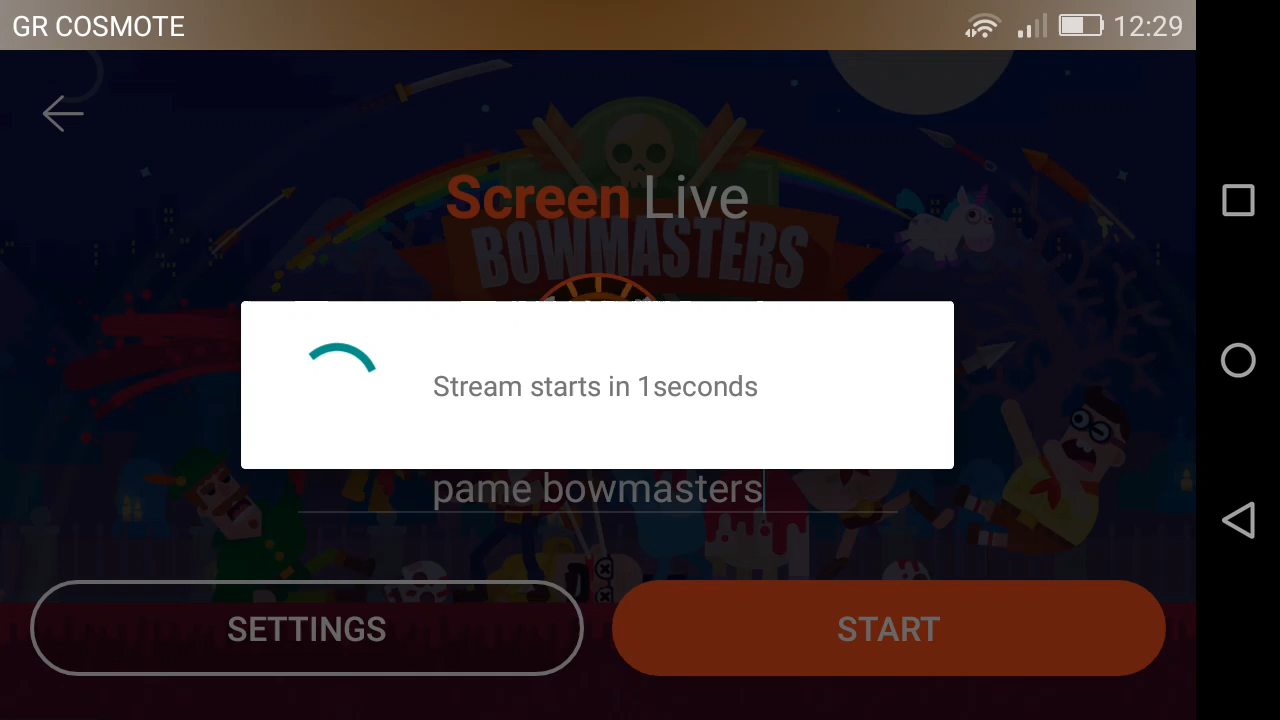 GR COSMOTE
12:29
Screen Live
BOWMASTERS
Stream starts in 1seconds
pame bowmasters
SETTINGS
START